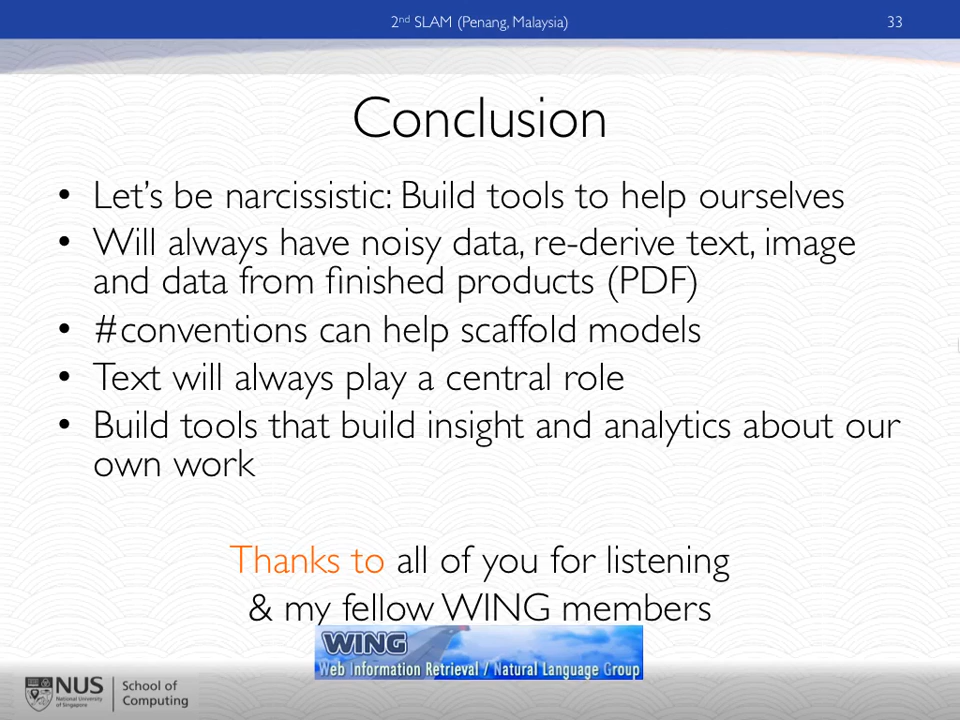 2nd SLAM (Penang, Malaysia) 33
Conclusion
• Let's be narcissistic: Build tools to help ourselves
• Will always have noisy data, re-derive text, image
and data from finished products (PDF)
• #conventions can help scaffold models
• Text will always play a central role
• Build tools that build insight and analytics about our
own work
Thanks to all of you for listening
& my fellow WING members
WING
Web Information Retrieval / Natural Language Group
NUS
National University
of Singapore
School of
Computing